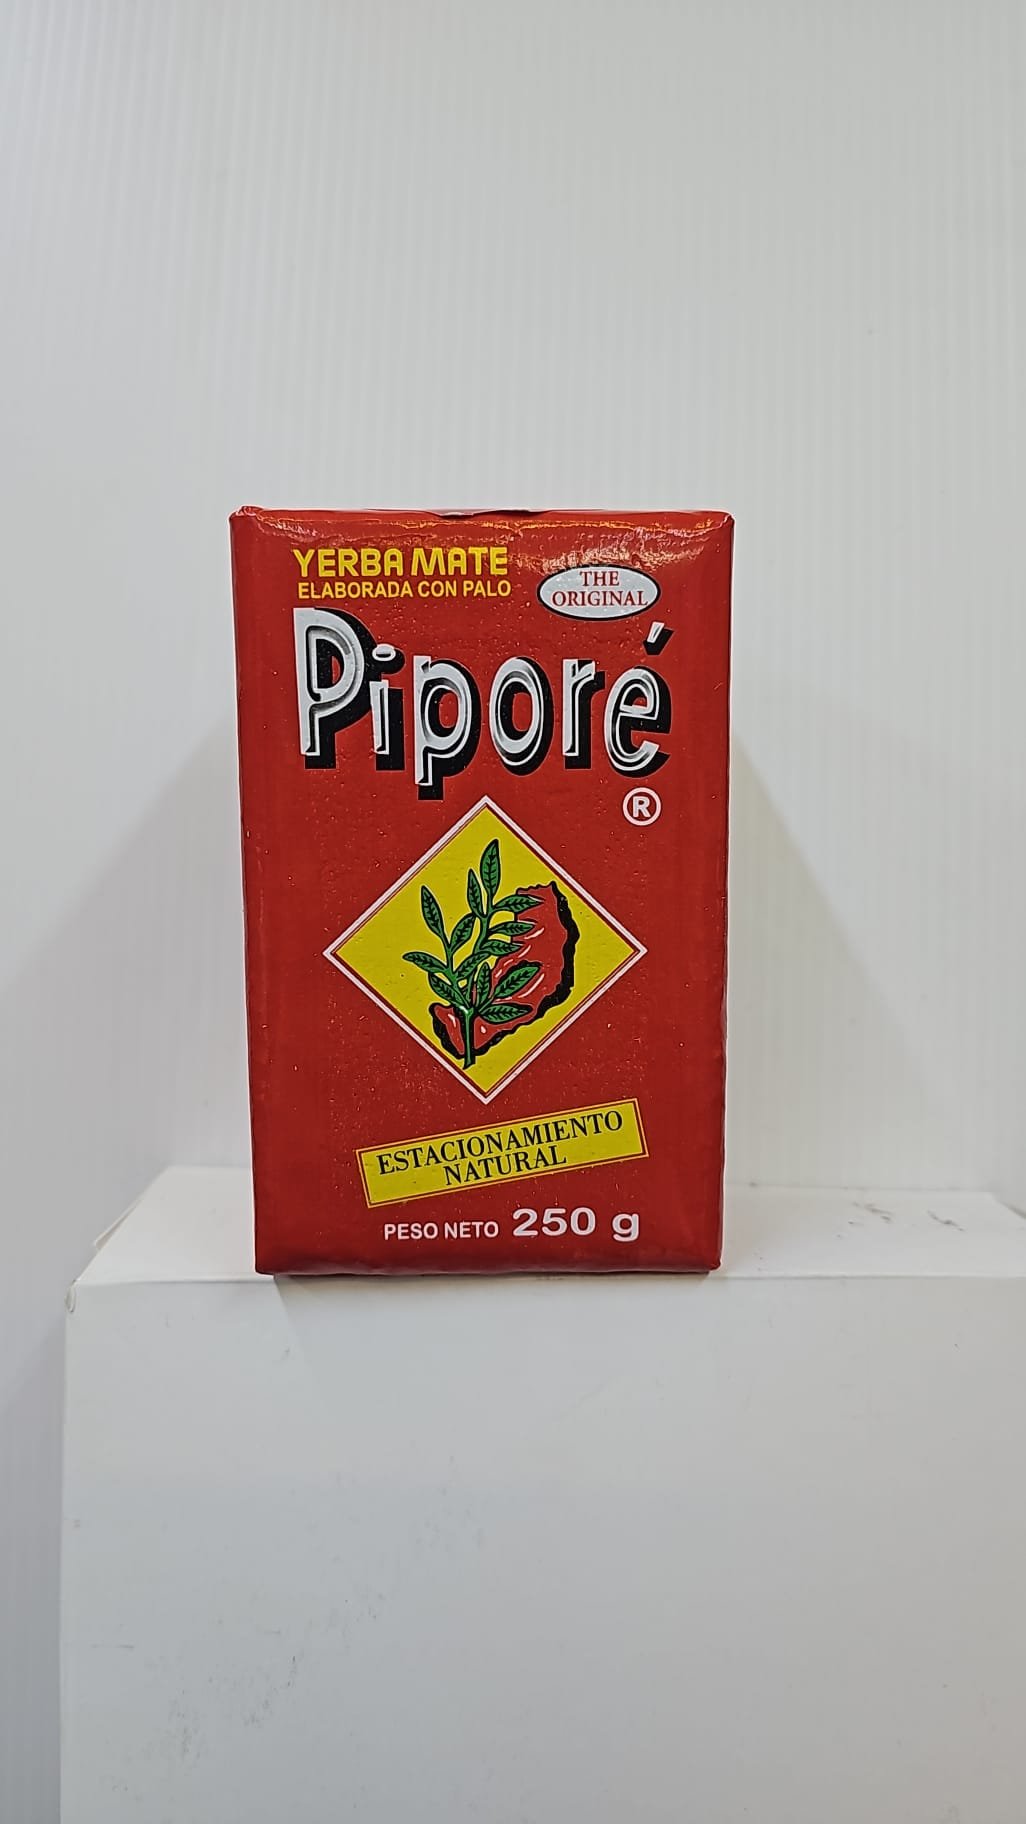 YERBA MATE
ELABORADA CON PALO
THE
ORIGINAL
Piporé
®
ESTACIONAMIENTO
NATURAL
PESO NETO 250 g